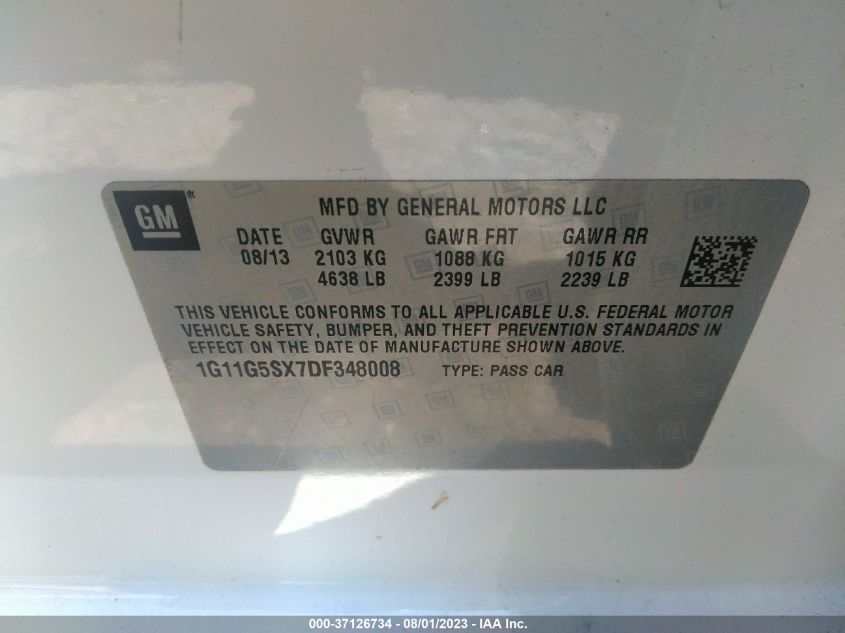 GM ®
MFD BY GENERAL MOTORS LLC
DATE GVWR GAWR FRT GAWR RR
08/13 2103 KG 1088 KG 1015 KG
4638 LB 2399 LB 2239 LB
THIS VEHICLE CONFORMS TO ALL APPLICABLE U.S. FEDERAL MOTOR
VEHICLE SAFETY, BUMPER, AND THEFT PREVENTION STANDARDS IN
EFFECT ON THE DATE OF MANUFACTURE SHOWN ABOVE.
1G11G5SX7DF348008 TYPE: PASS CAR
000-37126734 - 08/01/2023 - IAA Inc.